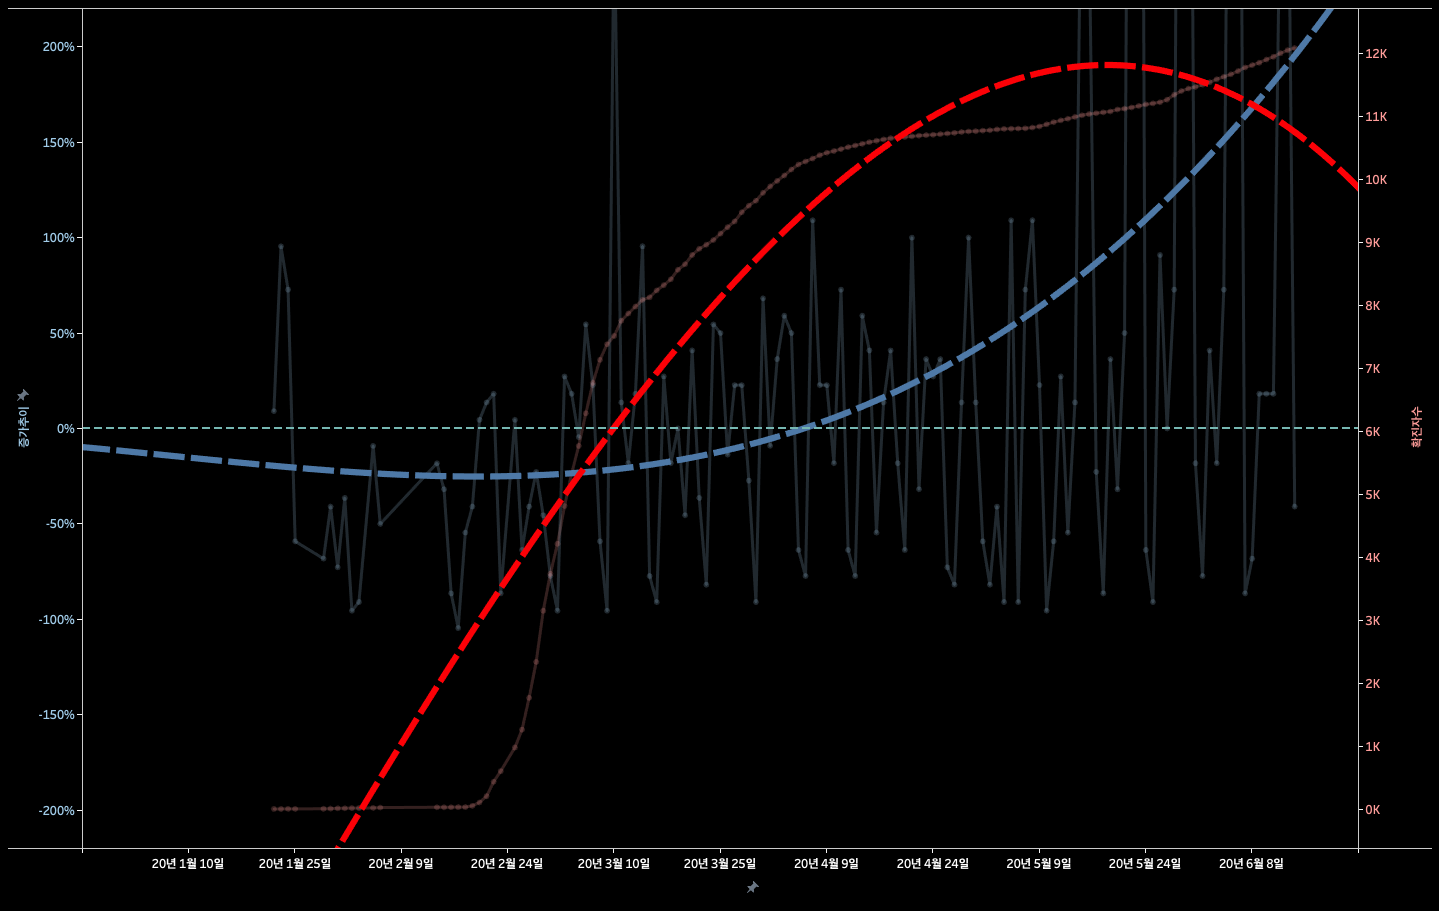 200%
150%
100%
50%
0%
-50%
-100%
-150%
-200%
증가추이
12K
11K
10K
9K
8K
7K
6K
5K
4K
3K
2K
1K
0K
확진자수
20년 1월 10일
20년 1월 25일
20년 2월 9일
20년 2월 24일
20년 3월 10일
20년 3월 25일
20년 4월 9일
20년 4월 24일
20년 5월 9일
20년 5월 24일
20년 6월 8일